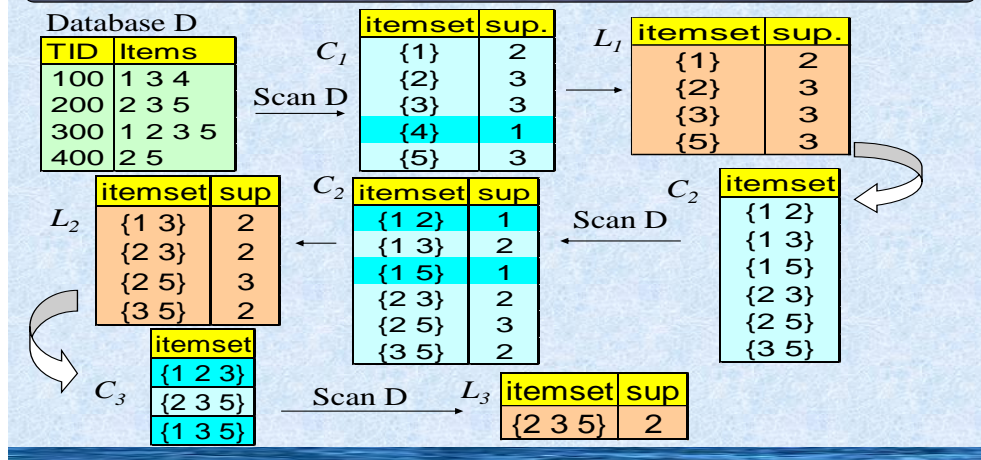 Database D
TID Items
100 1 3 4
200 2 3 5
300 1 2 3 5
400 2 5
Scan D
C1
itemset sup.
{1} 2
{2} 3
{3} 3
{4} 1
{5} 3
L1
itemset sup.
{1} 2
{2} 3
{3} 3
{5} 3
L2
itemset sup
{1 3} 2
{2 3} 2
{2 5} 3
{3 5} 2
C2
itemset sup
{1 2} 1
{1 3} 2
{1 5} 1
{2 3} 2
{2 5} 3
{3 5} 2
Scan D
C2
itemset
{1 2}
{1 3}
{1 5}
{2 3}
{2 5}
{3 5}
C3
itemset
{1 2 3}
{2 3 5}
{1 3 5}
Scan D
L3
itemset sup
{2 3 5} 2